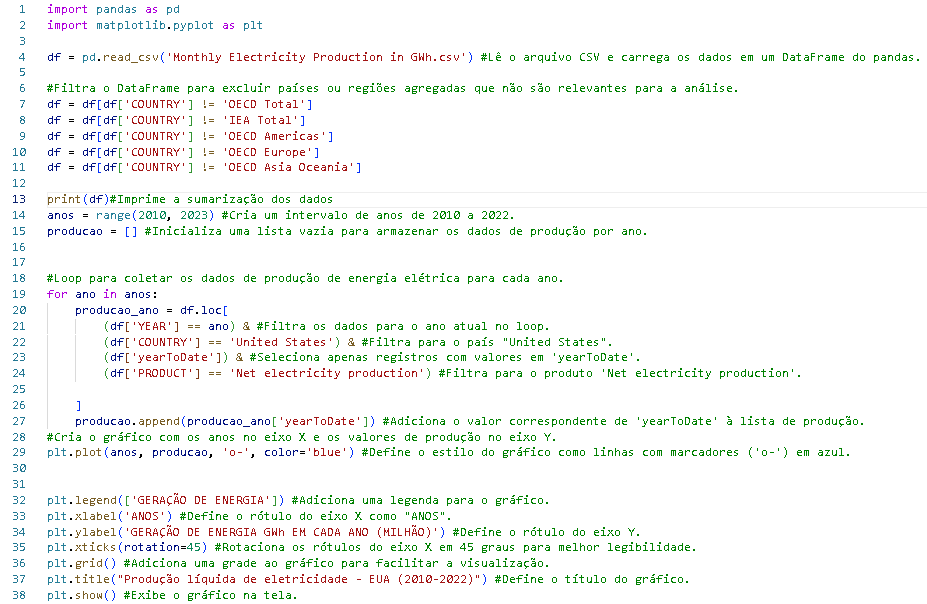 1 import pandas as pd
2 import matplotlib.pyplot as plt
3
4 df = pd.read_csv('Monthly Electricity Production in GWh.csv') #Lê o arquivo CSV e carrega os dados em um DataFrame do pandas.
5
6 #Filtra o DataFrame para excluir países ou regiões agregadas que não são relevantes para a análise.
7 df = df[df['COUNTRY'] != 'OECD Total']
8 df = df[df['COUNTRY'] != 'IEA Total']
9 df = df[df['COUNTRY'] != 'OECD Americas']
10 df = df[df['COUNTRY'] != 'OECD Europe']
11 df = df[df['COUNTRY'] != 'OECD Asia Oceania']
12
13 print(df)#Imprime a sumarização dos dados
14 anos = range(2010, 2023) #Cria um intervalo de anos de 2010 a 2022.
15 producao = [] #Inicializa uma lista vazia para armazenar os dados de produção por ano.
16
17
18 #Loop para coletar os dados de produção de energia elétrica para cada ano.
19 for ano in anos:
20     producao_ano = df.loc[
21         (df['YEAR'] == ano) & #Filtra os dados para o ano atual no loop.
22         (df['COUNTRY'] == 'United States') & #Filtra para o país "United States".
23         (df['yearToDate']) & #Seleciona apenas registros com valores em 'yearToDate'.
24         (df['PRODUCT'] == 'Net electricity production') #Filtra para o produto 'Net electricity production'.
25
26     ]
27     producao.append(producao_ano['yearToDate']) #Adiciona o valor correspondente de 'yearToDate' à lista de produção.
28 #Cria o gráfico com os anos no eixo X e os valores de produção no eixo Y.
29 plt.plot(anos, producao, 'o-', color='blue') #Define o estilo do gráfico como linhas com marcadores ('o-') em azul.
30
31
32 plt.legend(['GERAÇÃO DE ENERGIA']) #Adiciona uma legenda para o gráfico.
33 plt.xlabel('ANOS') #Define o rótulo do eixo X como "ANOS".
34 plt.ylabel('GERAÇÃO DE ENERGIA GWh EM CADA ANO (MILHÃO)') #Define o rótulo do eixo Y.
35 plt.xticks(rotation=45) #Rotaciona os rótulos do eixo X em 45 graus para melhor legibilidade.
36 plt.grid() #Adiciona uma grade ao gráfico para facilitar a visualização.
37 plt.title("Produção líquida de eletricidade - EUA (2010-2022)") #Define o título do gráfico.
38 plt.show() #Exibe o gráfico na tela.